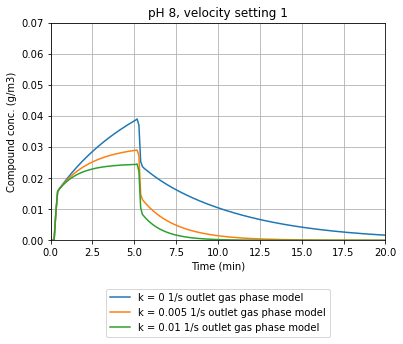 pH 8, velocity setting 1
0.07
0.06
0.05
0.04
0.03
0.02
0.01
0.00
Compound conc. (g/m3)
0.0 2.5 5.0 7.5 10.0 12.5 15.0 17.5 20.0
Time (min)
k = 0 1/s outlet gas phase model
k = 0.005 1/s outlet gas phase model
k = 0.01 1/s outlet gas phase model